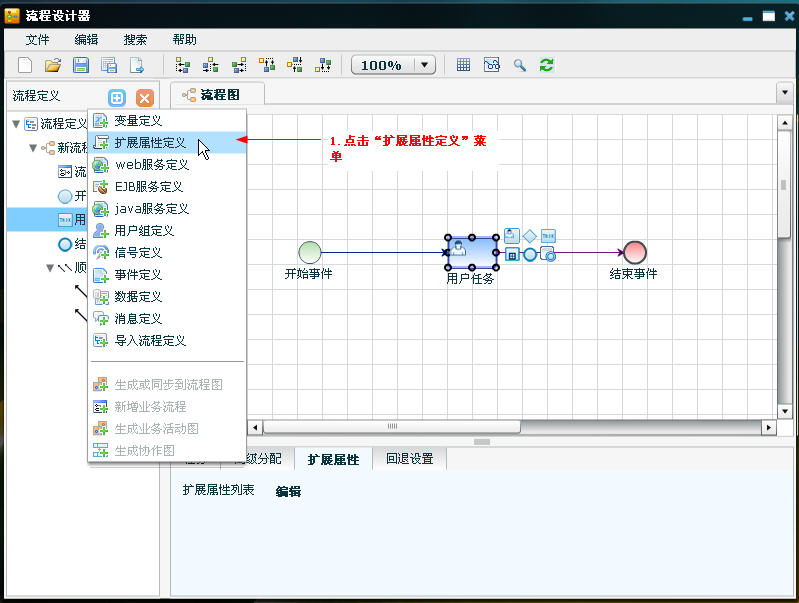 流程设计器
文件 编辑 搜索 帮助
100%
流程定义
流程图
流程定义
新流程
流
开
用
结
顺
变量定义
扩展属性定义
web服务定义
EJB服务定义
java服务定义
用户组定义
信号定义
事件定义
数据定义
消息定义
导入流程定义
生成或同步到流程图
新增业务流程
生成业务活动图
生成协作图
1.点击“扩展属性定义”菜
单
开始事件
用户任务
结束事件
级分配 扩展属性 回退设置
扩展属性列表 编辑